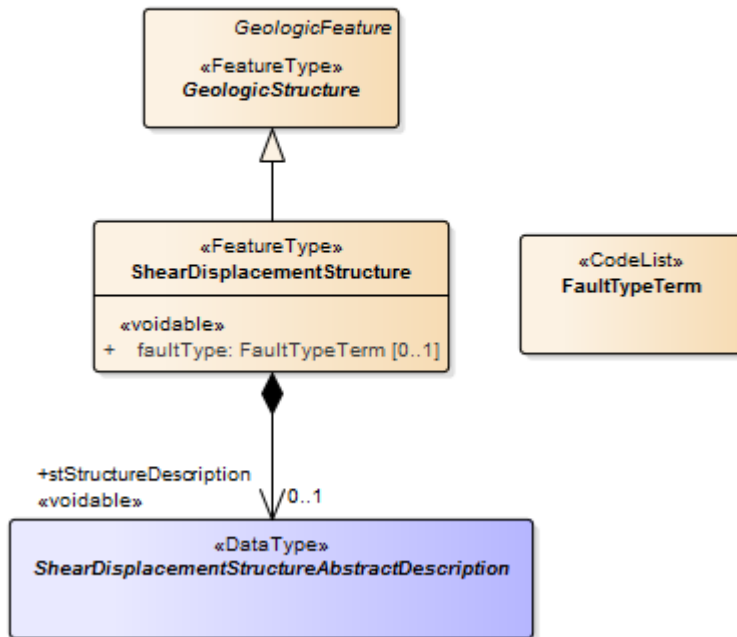 GeologicFeature
«FeatureType»
GeologicStructure
«FeatureType»
ShearDisplacementStructure
«voidable»
+ faultType: FaultTypeTerm [0..1]
«CodeList»
FaultTypeTerm
+stStructureDescription
«voidable»
0..1
«DataType»
ShearDisplacementStructureAbstractDescription